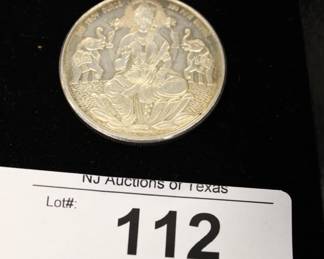 NJ Auctions of Texas
Lot#:
112